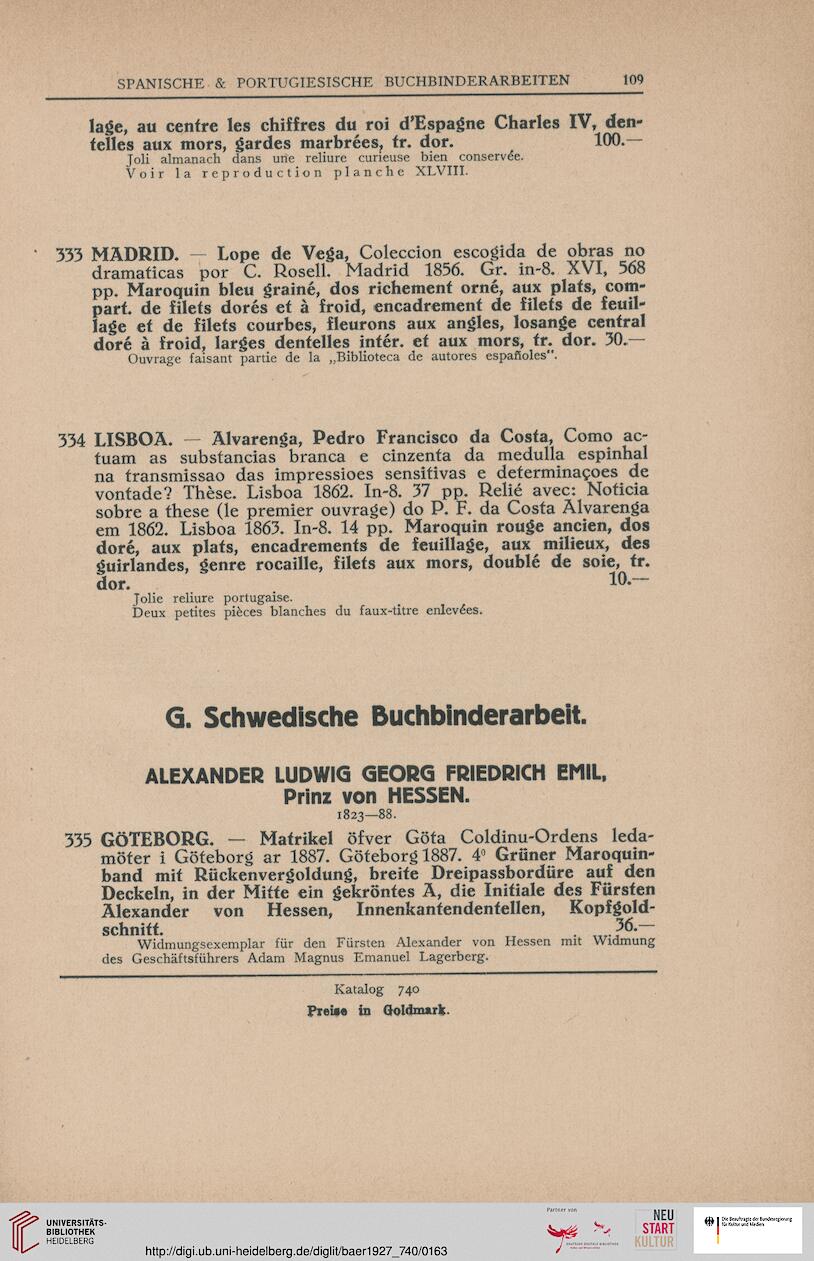 SPANISCHE & PORTUGIESISCHE BUCHBINDERARBEITEN 109
lage, au centre les chiffres du roi d'Espagne Charles IV, den-
telles aux mors, gardes marbrées, tr. dor. 100.—
Joli almanach dans une reliure curieuse bien conservée.
Voir la reproduction planche XLVIII.
333 MADRID. — Lope de Vega, Coleccion escogida de obras no
dramaticas por C. Rosell. Madrid 1856. Gr. in-8. XVI, 568
pp. Maroquin bleu grainé, dos richement orné, aux plats, com-
part. de filets dorés et à froid, encadrement de filets de feuil-
lage et de filets courbes, fleurons aux angles, losange central
doré à froid, larges dentelles intér. et aux mors, tr. dor. 30.—
Ouvrage faisant partie de la „Biblioteca de autores españoles".
334 LISBOA. — Alvarenga, Pedro Francisco da Costa, Como ac-
tuam as substancias branca e cinzenta da medulla espinhal
na transmissao das impressioes sensitivas e determinaçoes de
vontade? Thèse. Lisboa 1862. In-8. 37 pp. Relié avec: Noticia
sobre a these (le premier ouvrage) do P. F. da Costa Alvarenga
em 1862. Lisboa 1863. In-8. 14 pp. Maroquin rouge ancien, dos
doré, aux plats, encadrements de feuillage, aux milieux, des
guirlandes, genre rocaille, filets aux mors, doublé de soie, tr.
dor. 10.—
Jolie reliure portugaise.
Deux petites pièces blanches du faux-titre enlevées.
G. Schwedische Buchbinderarbeit.
ALEXANDER LUDWIG GEORG FRIEDRICH EMIL,
Prinz von HESSEN.
1823—88.
335 GÖTEBORG. — Matrikel öfver Göta Coldinu-Ordens leda-
möter i Göteborg ar 1887. Göteborg 1887. 4⁰ Grüner Maroquin-
band mit Rückenvergoldung, breite Dreipassbordüre auf den
Deckeln, in der Mitte ein gekröntes A, die Initiale des Fürsten
Alexander von Hessen, Innenkantendentellen, Kopfgold-
schnitt. 36.—
Widmungsexemplar für den Fürsten Alexander von Hessen mit Widmung
des Geschäftsführers Adam Magnus Emanuel Lagerberg.
Katalog 740
Preise in Goldmark.
UNIVERSITÄTS-
BIBLIOTHEK
HEIDELBERG
http://digi.ub.uni-heidelberg.de/diglit/baer1927_740/0163
Partner von
DEUTSCHE DIGITALE BIBLIOTHEK
NEU
START
KULTUR
Die Beauftragte der Bundesregierung
für Kultur und Medien